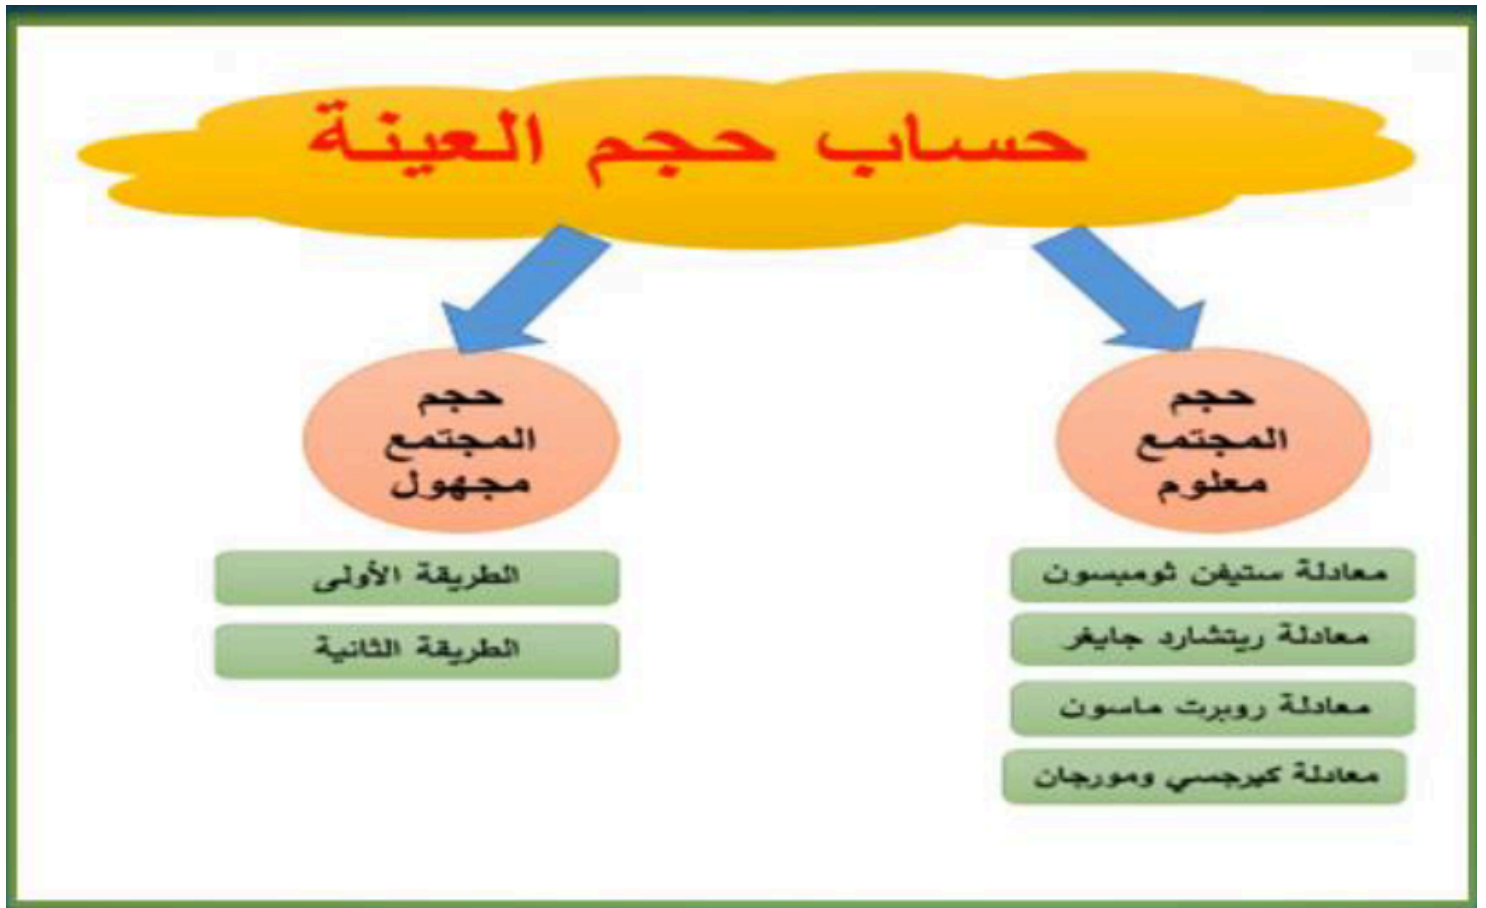 حساب حجم العينة
حجم
المجتمع
معلوم
معادلة ستيفن ثومبسون
معادلة ريتشارد جايغر
معادلة روبرت ماسون
معادلة كيرجسي ومورجان
حجم
المجتمع
مجهول
الطريقة الأولى
الطريقة الثانية